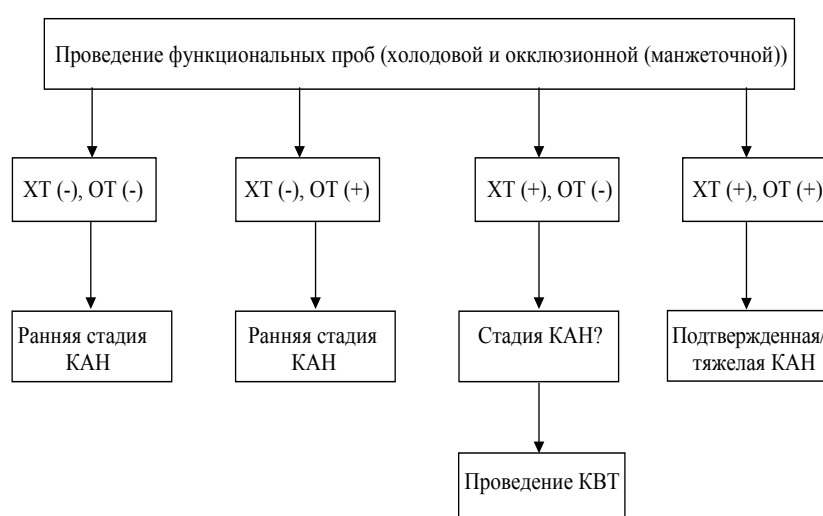 Проведение функциональных проб (холодовой и окклюзионной (манжеточной))
ХТ (-), ОТ (-)
ХТ (-), ОТ (+)
ХТ (+), ОТ (-)
ХТ (+), ОТ (+)
Ранняя стадия
КАН
Ранняя стадия
КАН
Стадия КАН?
Подтвержденная/
тяжелая КАН
Проведение КВТ